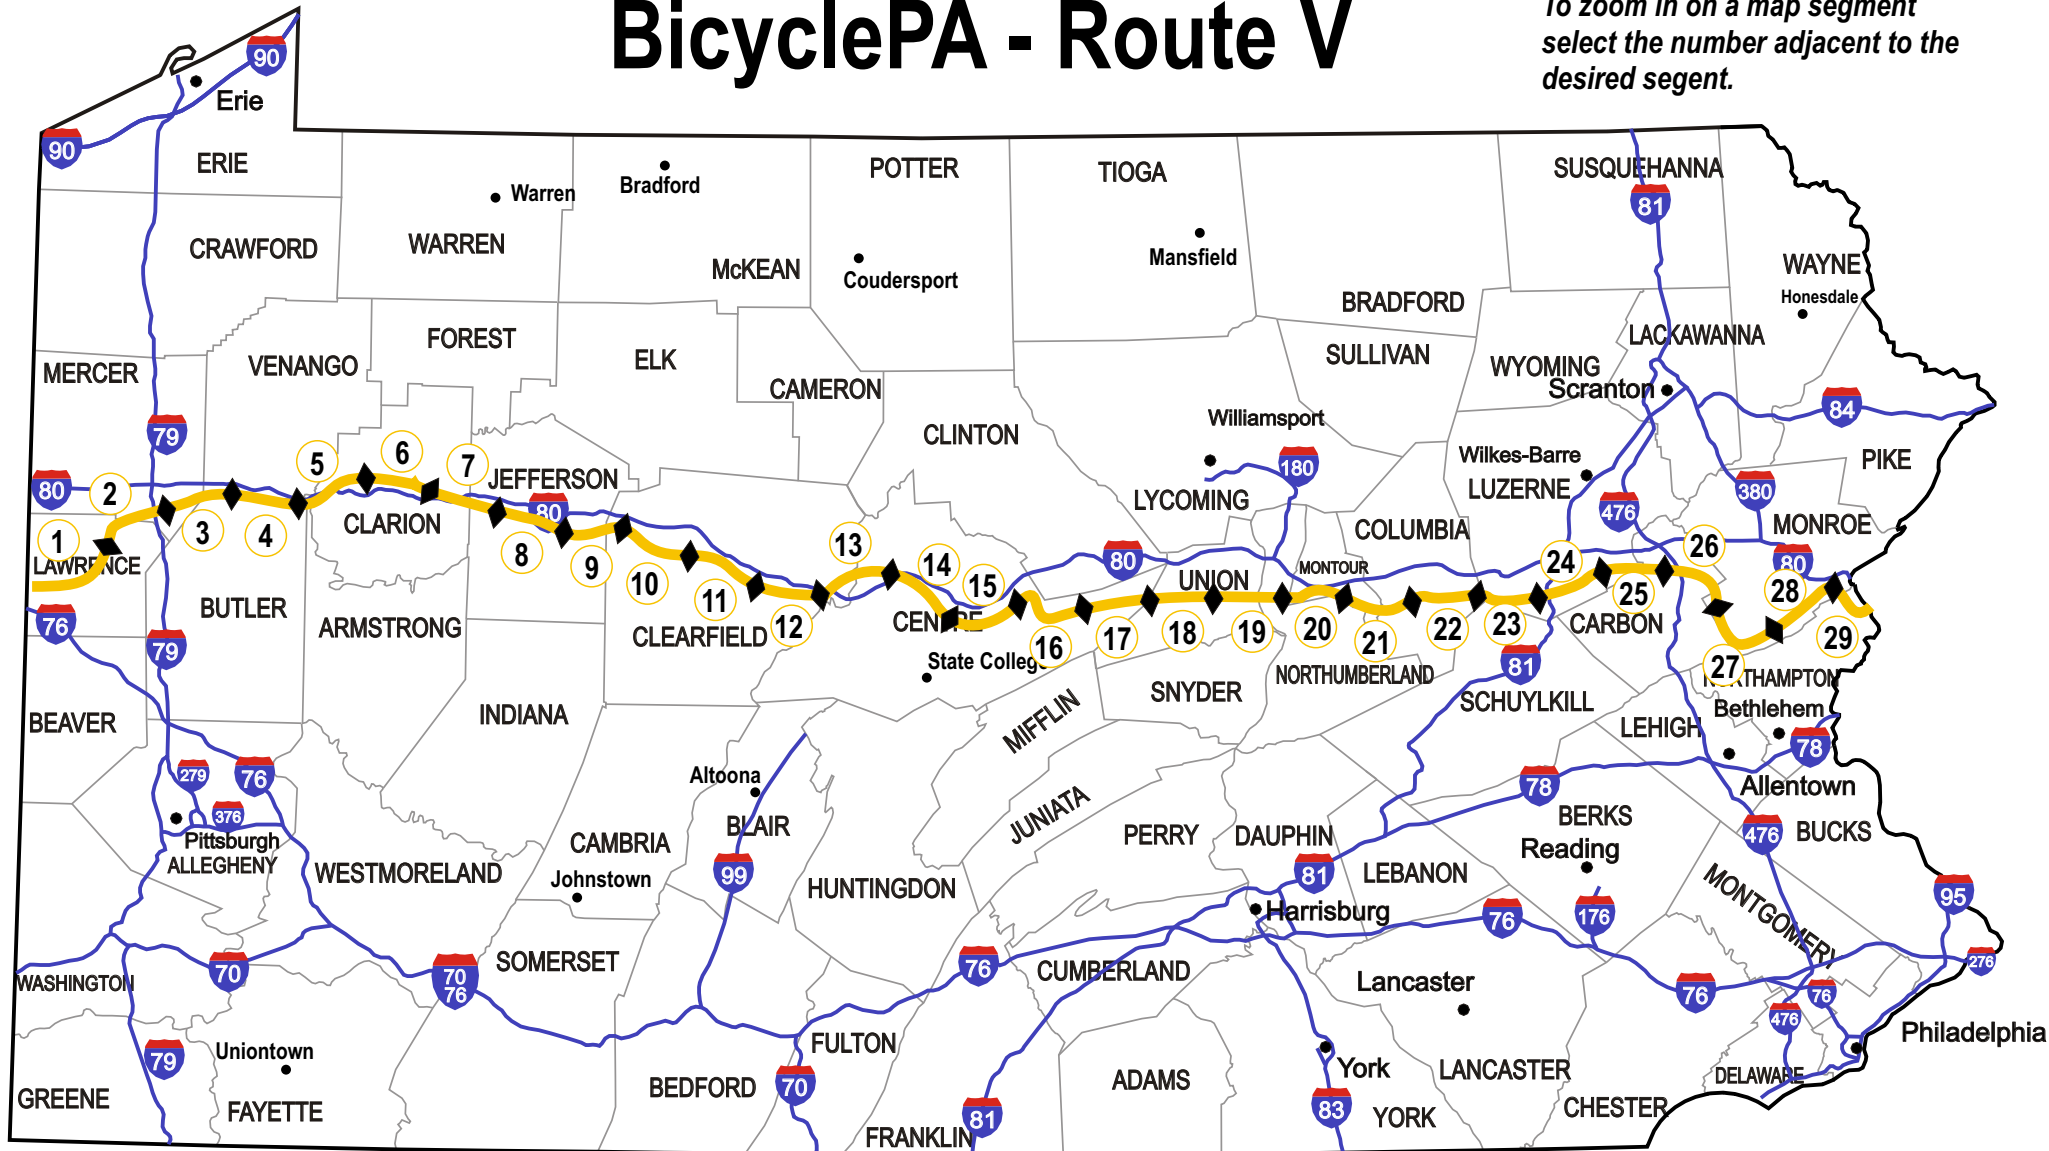 BicyclePA - Route V
To zoom in on a map segment
select the number adjacent to the
desired segent.
90
Erie
90
ERIE
Warren
Bradford
POTTER
TIOGA
SUSQUEHANNA
81
CRAWFORD
WARREN
McKEAN
Coudersport
Mansfield
BRADFORD
WAYNE
Honesdale
MERCER
VENANGO
FOREST
ELK
CAMERON
SULLIVAN
WYOMING
LACKAWANNA
Scranton
84
79
CLINTON
Williamsport
180
LYCOMING
Wilkes-Barre
LUZERNE
476
380
PIKE
80
2
5
6
7
JEFFERSON
80
1
3
4
CLARION
8
9
10
11
12
13
14
15
80
COLUMBIA
MONTOUR
UNION
24
26
MONROE
80
LAWRENCE
76
BUTLER
79
ARMSTRONG
CLEARFIELD
CENTRE
State College
16
17
18
19
20
21
22
23
25
CARBON
28
29
27
NORTHAMPTON
81
NORTHUMBERLAND
SNYDER
SCHUYLKILL
BEAVER
INDIANA
MIFFLIN
LEHIGH
Bethlehem
78
279
76
376
Pittsburgh
ALLEGHENY
Altoona
BLAIR
JUNIATA
PERRY
DAUPHIN
78
BERKS
Reading
Allentown
476
BUCKS
WESTMORELAND
CAMBRIA
Johnstown
99
HUNTINGDON
81
LEBANON
Harrisburg
76
176
MONTGOMERY
95
276
WASHINGTON
70
70
76
SOMERSET
76
CUMBERLAND
Lancaster
76
76
476
Philadelphia
79
Uniontown
FULTON
BEDFORD
70
ADAMS
York
LANCASTER
DELAWARE
GREENE
FAYETTE
FRANKLIN
81
83
YORK
CHESTER